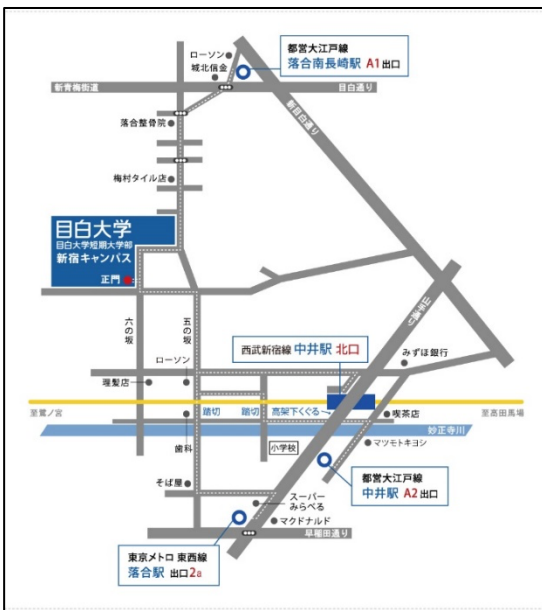 ローソン
城北信金
都営大江戸線
落合南長崎駅 A1 出口
新青梅街道
目白通り
新目白通り
落合整骨院
梅村タイル店
目白大学
目白大学短期大学部
新宿キャンパス
正門
山手通り
六の坂
五の坂
西武新宿線 中井駅 北口
みずほ銀行
ローソン
理髪店
至鷺ノ宮
踏切
踏切
高架下くぐる
喫茶店
至高田馬場
妙正寺川
歯科
小学校
マツモトキヨシ
都営大江戸線
中井駅 A2 出口
そば屋
スーパー
みらべる
マクドナルド
早稲田通り
東京メトロ 東西線
落合駅 出口2a